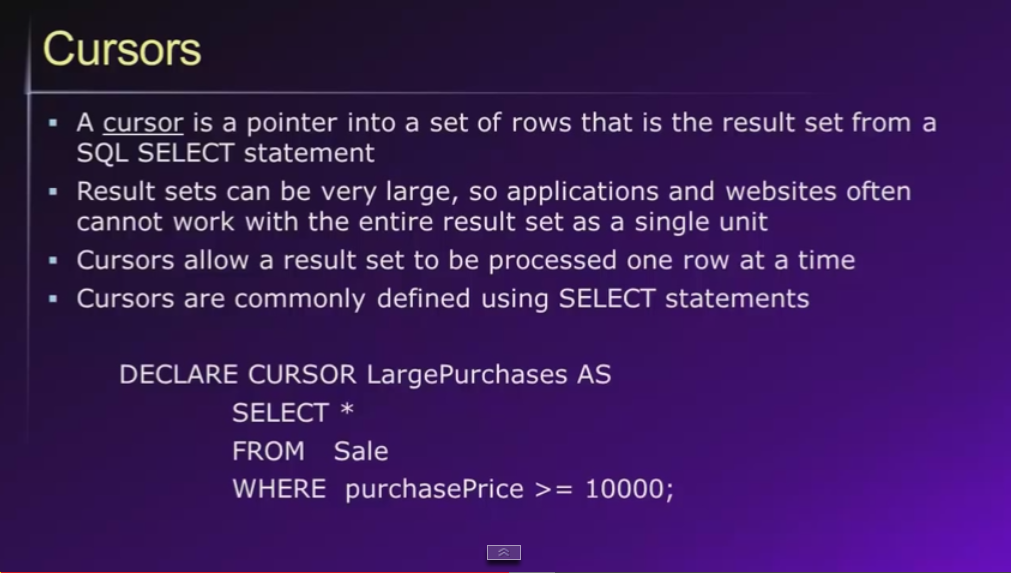 Cursors
▪ A cursor is a pointer into a set of rows that is the result set from a
SQL SELECT statement
▪ Result sets can be very large, so applications and websites often
cannot work with the entire result set as a single unit
▪ Cursors allow a result set to be processed one row at a time
▪ Cursors are commonly defined using SELECT statements
DECLARE CURSOR LargePurchases AS
SELECT *
FROM Sale
WHERE purchasePrice >= 10000;